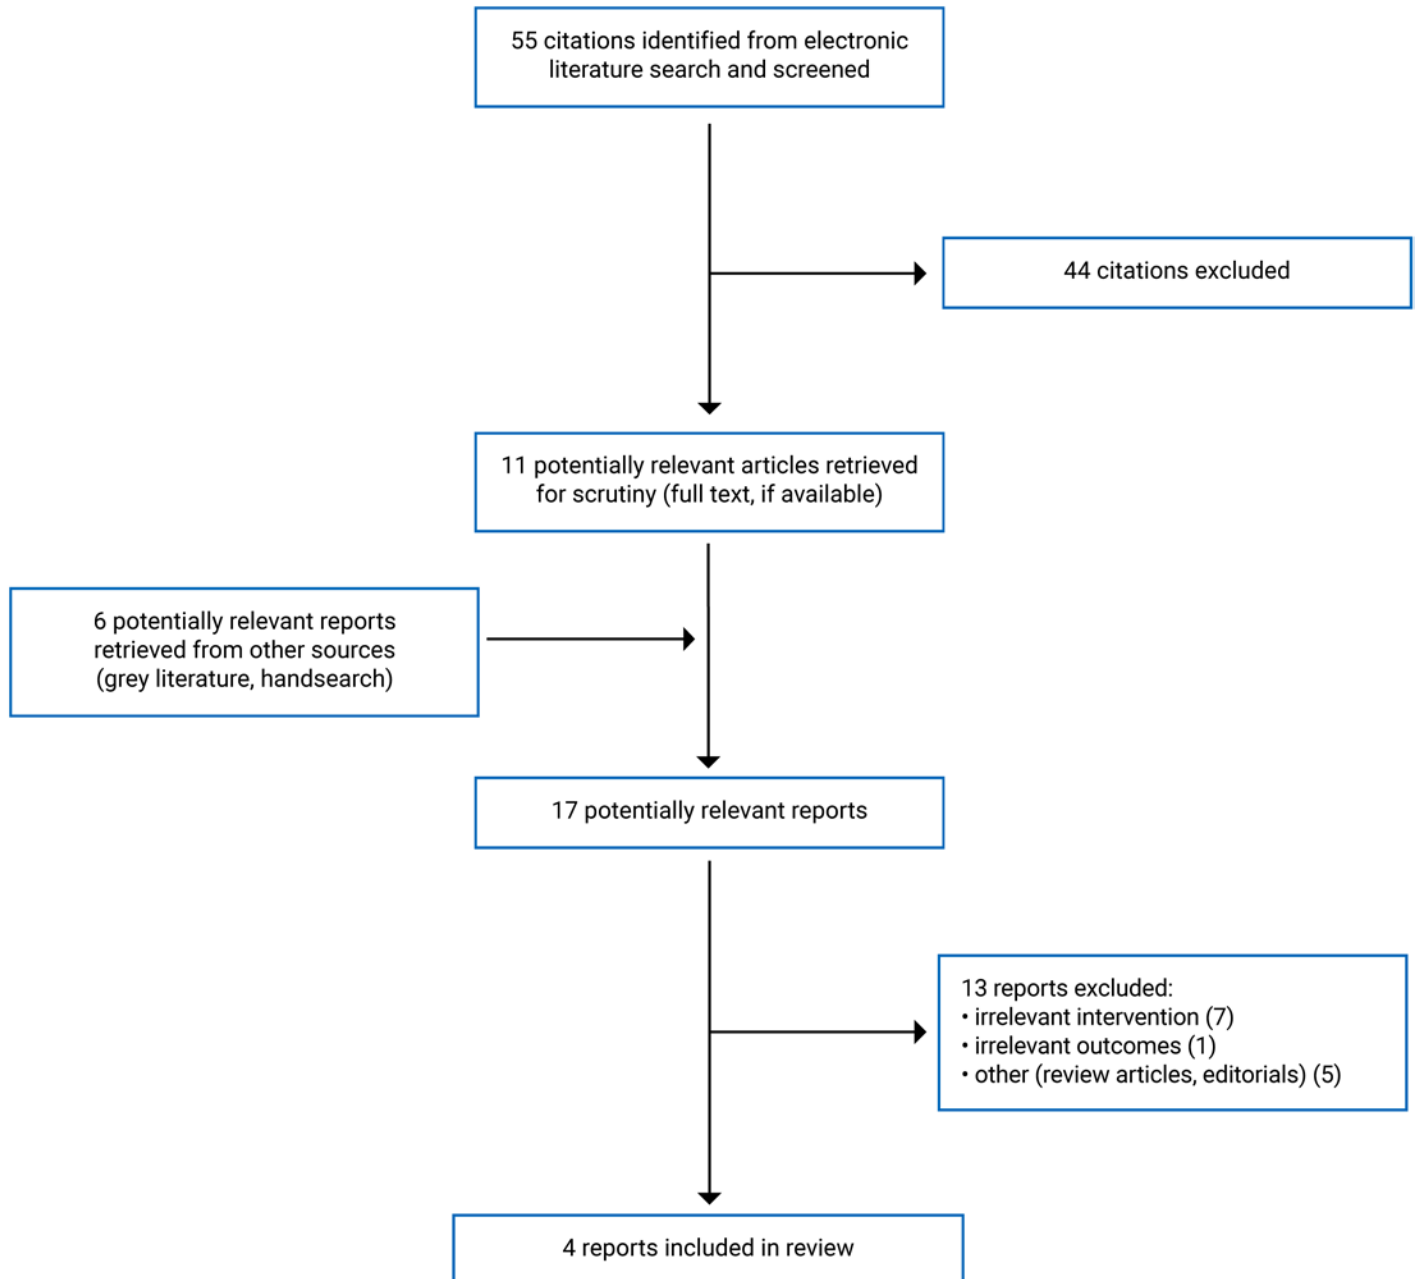 55 citations identified from electronic
literature search and screened
44 citations excluded
11 potentially relevant articles retrieved
for scrutiny (full text, if available)
6 potentially relevant reports
retrieved from other sources
(grey literature, handsearch)
17 potentially relevant reports
13 reports excluded:
• irrelevant intervention (7)
• irrelevant outcomes (1)
• other (review articles, editorials) (5)
4 reports included in review